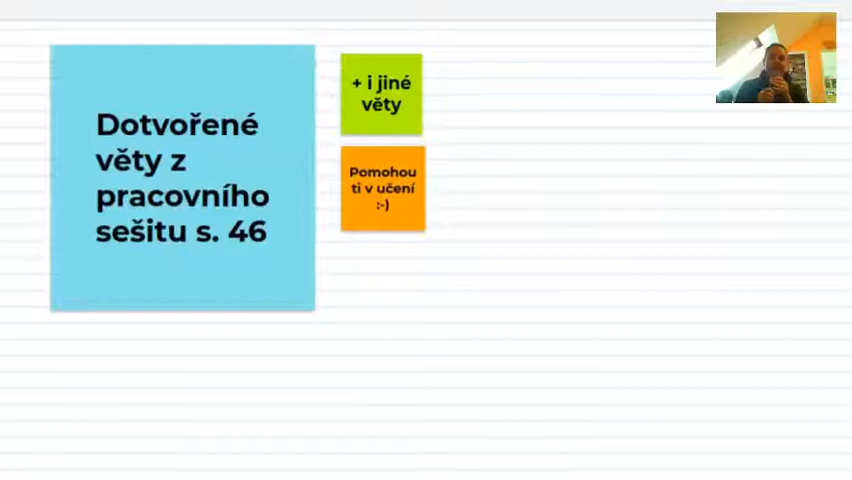 Dotvořené
věty z
pracovního
sešitu s. 46
+ i jiné
věty
Pomohou
ti v učení
:-)